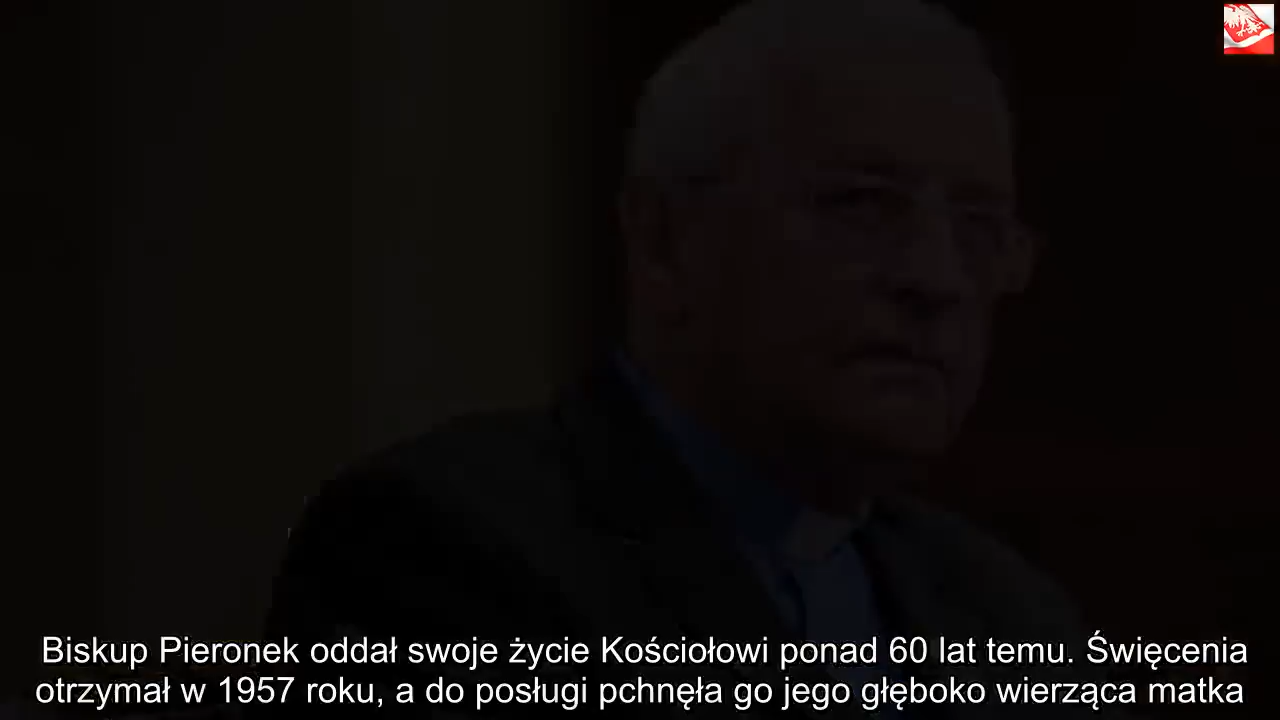 Biskup Pieronek oddał swoje życie Kościołowi ponad 60 lat temu. Święcenia
otrzymał w 1957 roku, a do posługi pchnęła go jego głęboko wierząca matka